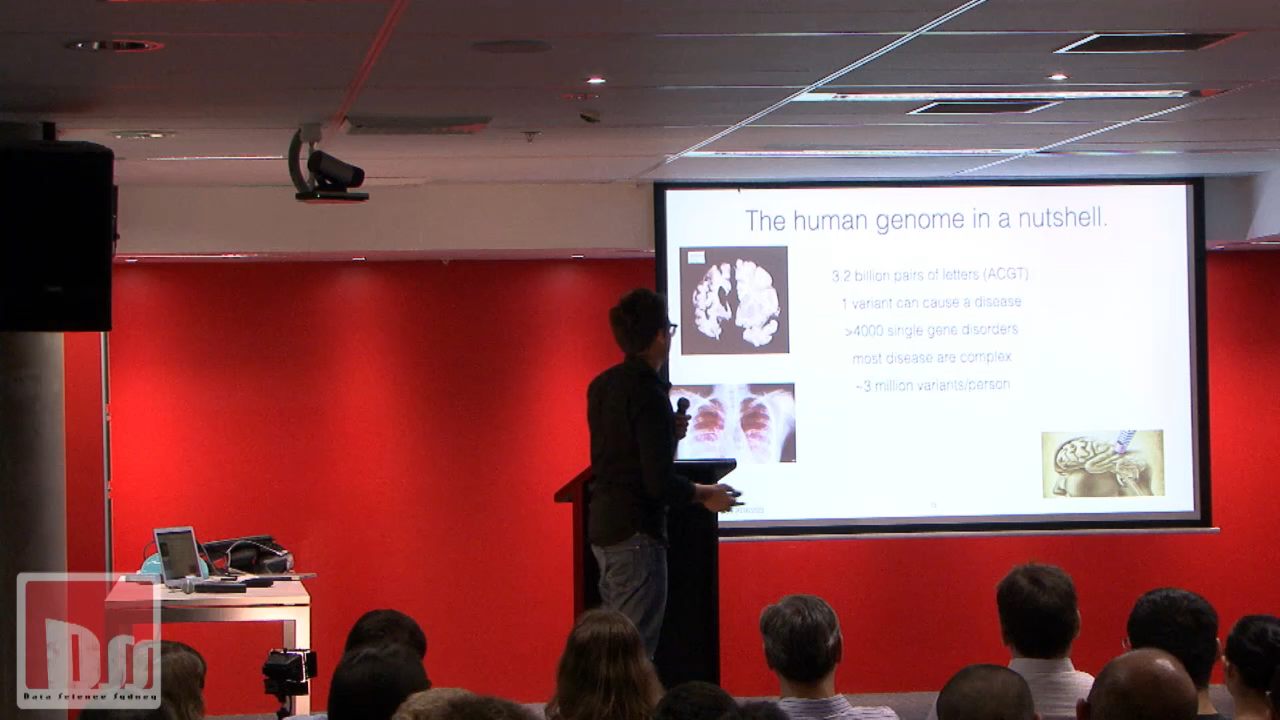 The human genome in a nutshell.
3.2 billion pairs of letters (ACGT)
1 variant can cause a disease
>4000 single gene disorders
most disease are complex
~3 million variants/person
DSS
Data Science Sydney